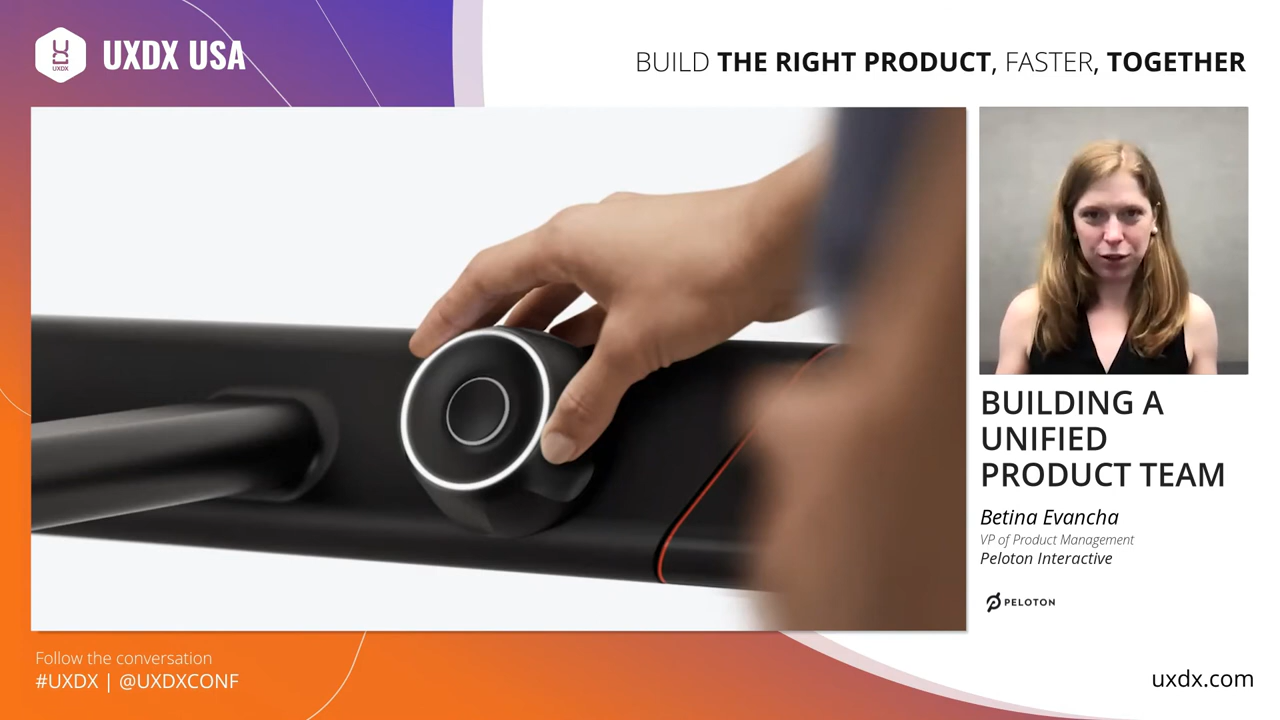 UXDX
UXDX USA
BUILD THE RIGHT PRODUCT, FASTER, TOGETHER
BUILDING A
UNIFIED
PRODUCT TEAM
Betina Evancha
VP of Product Management
Peloton Interactive
PELOTON
Follow the conversation
#UXDX | @UXDXCONF
uxdx.com